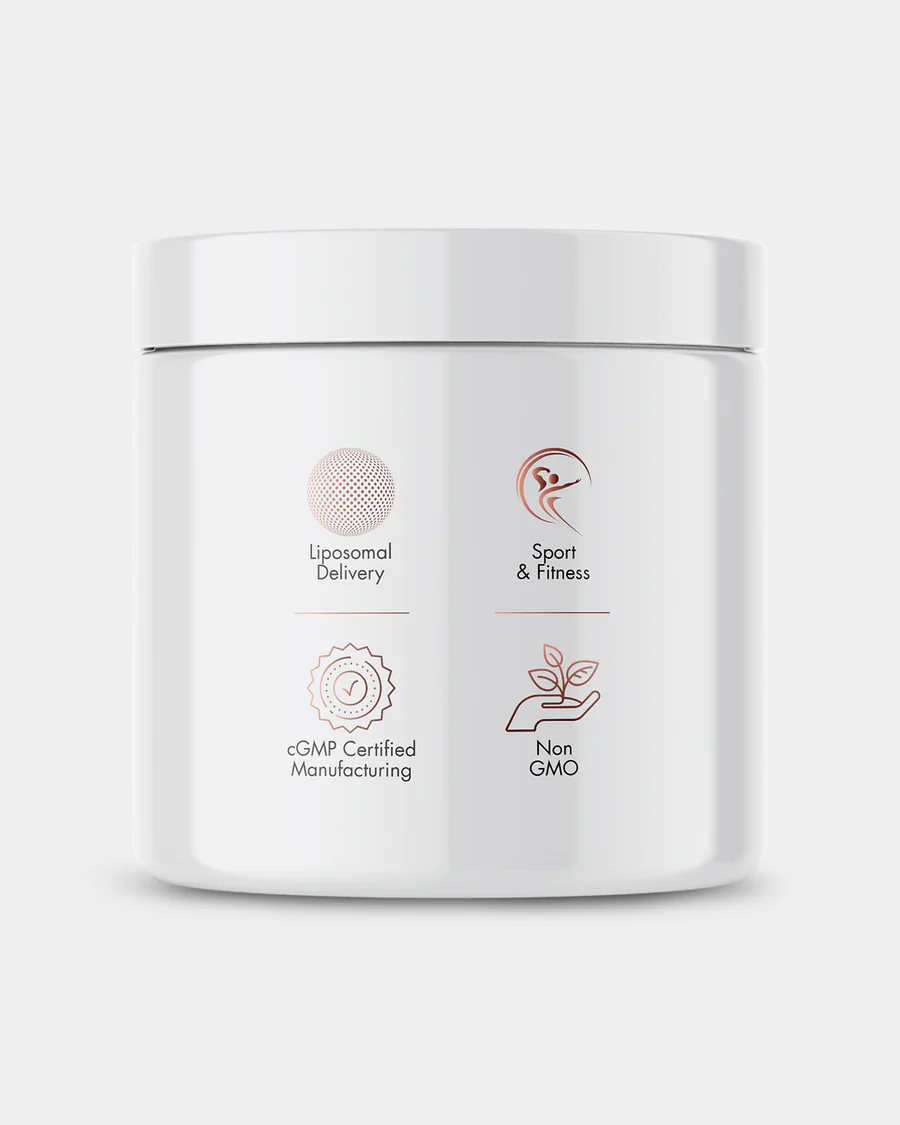 Liposomal
Delivery
Sport
& Fitness
cGMP Certified
Manufacturing
Non
GMO